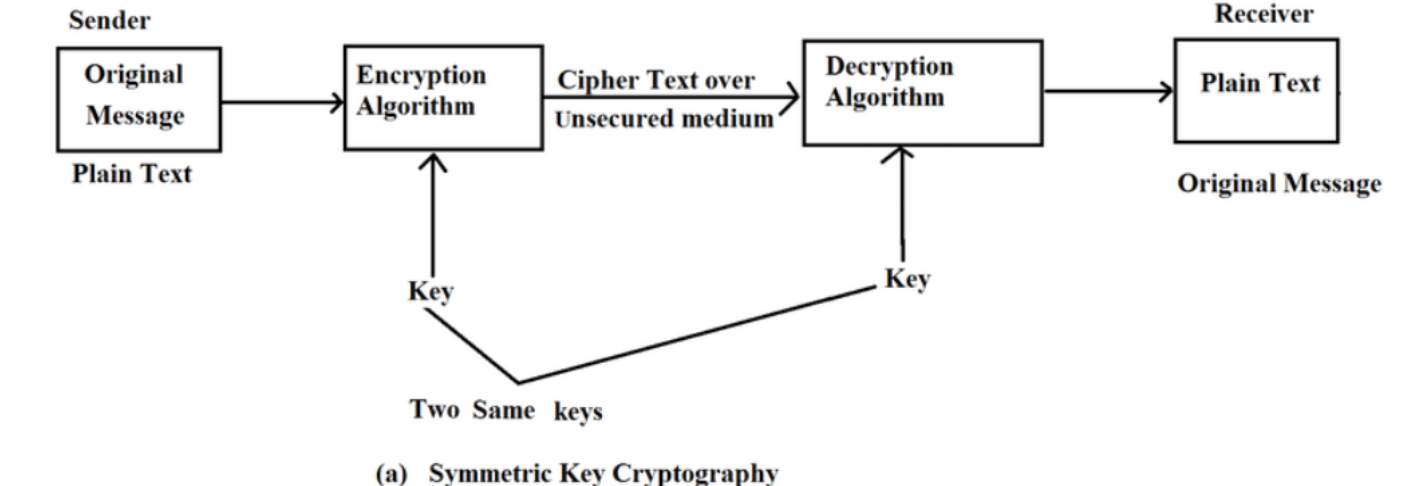 Sender
Original
Message
Plain Text
Encryption
Algorithm
Cipher Text over
Unsecured medium
Decryption
Algorithm
Receiver
Plain Text
Original Message
Key
Key
Two Same keys
(a) Symmetric Key Cryptography